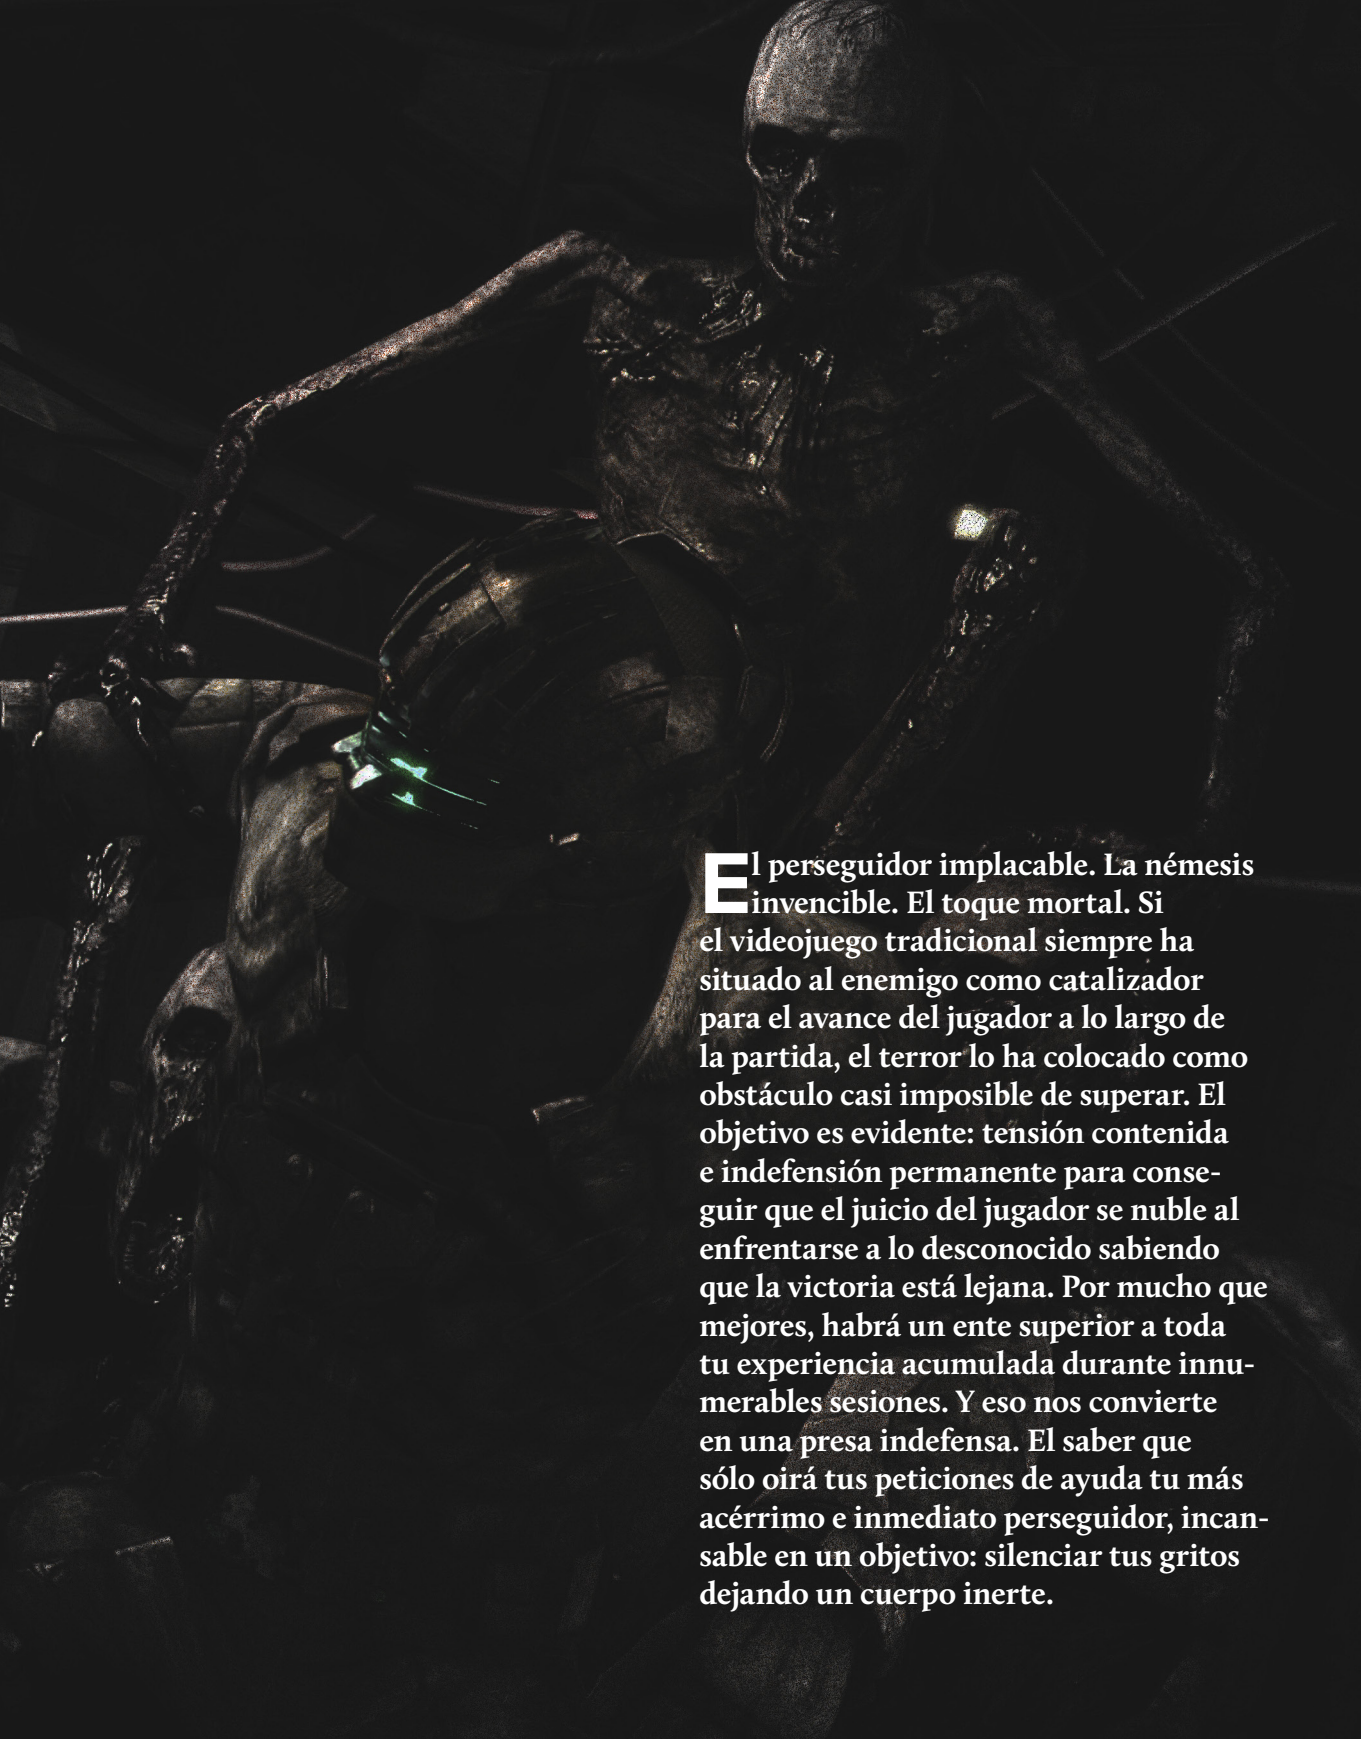 El perseguidor implacable. La némesis
invencible. El toque mortal. Si
el videojuego tradicional siempre ha
situado al enemigo como catalizador
para el avance del jugador a lo largo de
la partida, el terror lo ha colocado como
obstáculo casi imposible de superar. El
objetivo es evidente: tensión contenida
e indefensión permanente para conse-
guir que el juicio del jugador se nuble al
enfrentarse a lo desconocido sabiendo
que la victoria está lejana. Por mucho que
mejores, habrá un ente superior a toda
tu experiencia acumulada durante innu-
merables sesiones. Y eso nos convierte
en una presa indefensa. El saber que
sólo oirá tus peticiones de ayuda tu más
acérrimo e inmediato perseguidor, incan-
sable en un objetivo: silenciar tus gritos
dejando un cuerpo inerte.